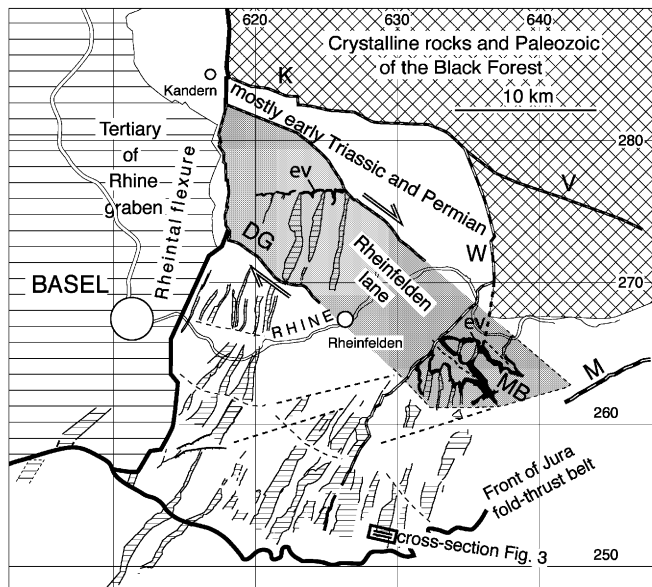 620
630
640
Crystalline rocks and Paleozoic
of the Black Forest
K
Kandern
10 km
mostly early Triassic and Permian
Tertiary
of
Rhine
graben
280
Rheintal flexure
ev
V
DG
W
Rheinfelden
lane
BASEL
270
RHINE
Rheinfelden
ev
MB
M
260
Front of Jura
fold-thrust belt
cross-section Fig. 3
250